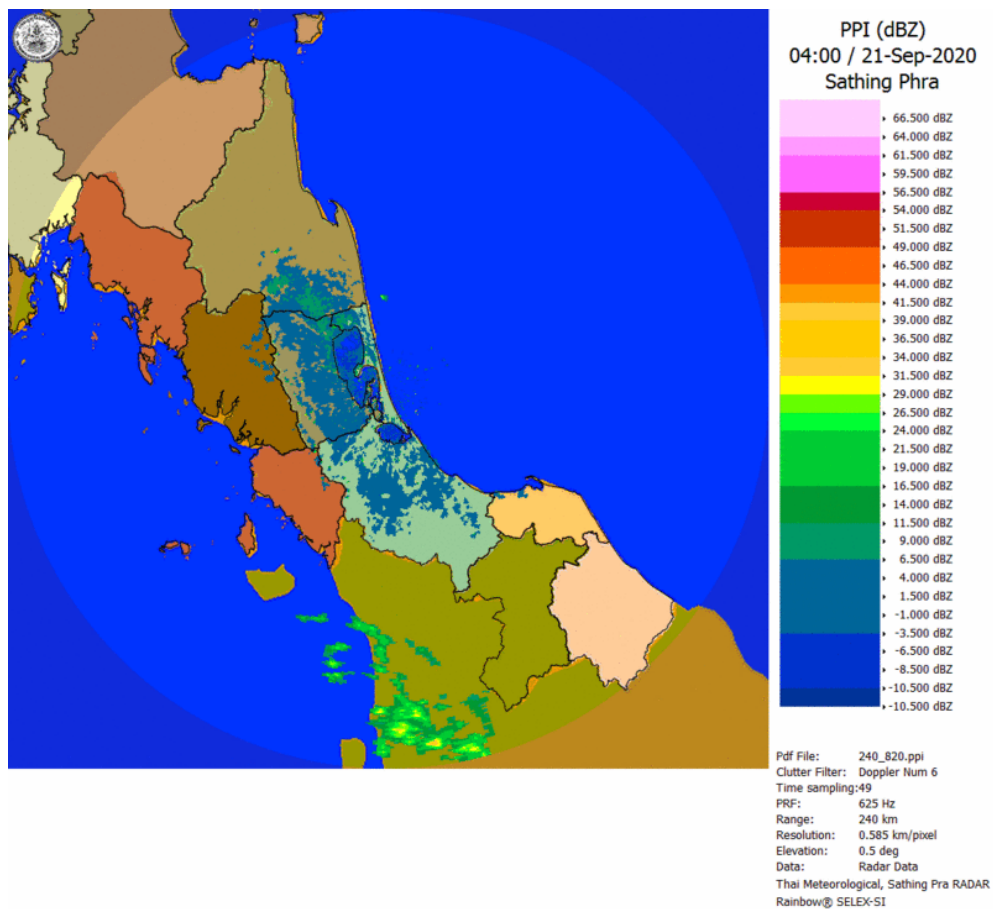 PPI (dBZ)
04:00 / 21-Sep-2020
Sathing Phra
66.500 dBZ
64.000 dBZ
61.500 dBZ
59.500 dBZ
56.500 dBZ
54.000 dBZ
51.500 dBZ
49.000 dBZ
46.500 dBZ
44.000 dBZ
41.500 dBZ
39.000 dBZ
36.500 dBZ
34.000 dBZ
31.500 dBZ
29.000 dBZ
26.500 dBZ
24.000 dBZ
21.500 dBZ
19.000 dBZ
16.500 dBZ
14.000 dBZ
11.500 dBZ
9.000 dBZ
6.500 dBZ
4.000 dBZ
1.500 dBZ
-1.000 dBZ
-3.500 dBZ
-6.500 dBZ
-8.500 dBZ
-10.500 dBZ
-10.500 dBZ
Pdf File: 240_820.ppi
Clutter Filter: Doppler Num 6
Time sampling:49
PRF: 625 Hz
Range: 240 km
Resolution: 0.585 km/pixel
Elevation: 0.5 deg
Data: Radar Data
Thai Meteorological, Sathing Pra RADAR
Rainbow® SELEX-SI